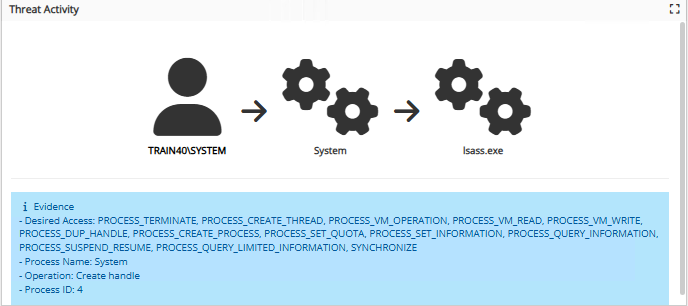 Threat Activity
TRAIN40\SYSTEM
System
lsass.exe
i Evidence
- Desired Access: PROCESS_TERMINATE, PROCESS_CREATE_THREAD, PROCESS_VM_OPERATION, PROCESS_VM_READ, PROCESS_VM_WRITE,
PROCESS_DUP_HANDLE, PROCESS_CREATE_PROCESS, PROCESS_SET_QUOTA, PROCESS_SET_INFORMATION, PROCESS_QUERY_INFORMATION,
PROCESS_SUSPEND_RESUME, PROCESS_QUERY_LIMITED_INFORMATION, SYNCHRONIZE
- Process Name: System
- Operation: Create handle
- Process ID: 4